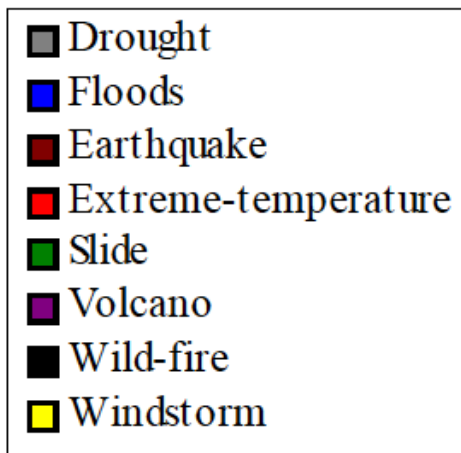 Drought
Floods
Earthquake
Extreme-temperature
Slide
Volcano
Wild-fire
Windstorm